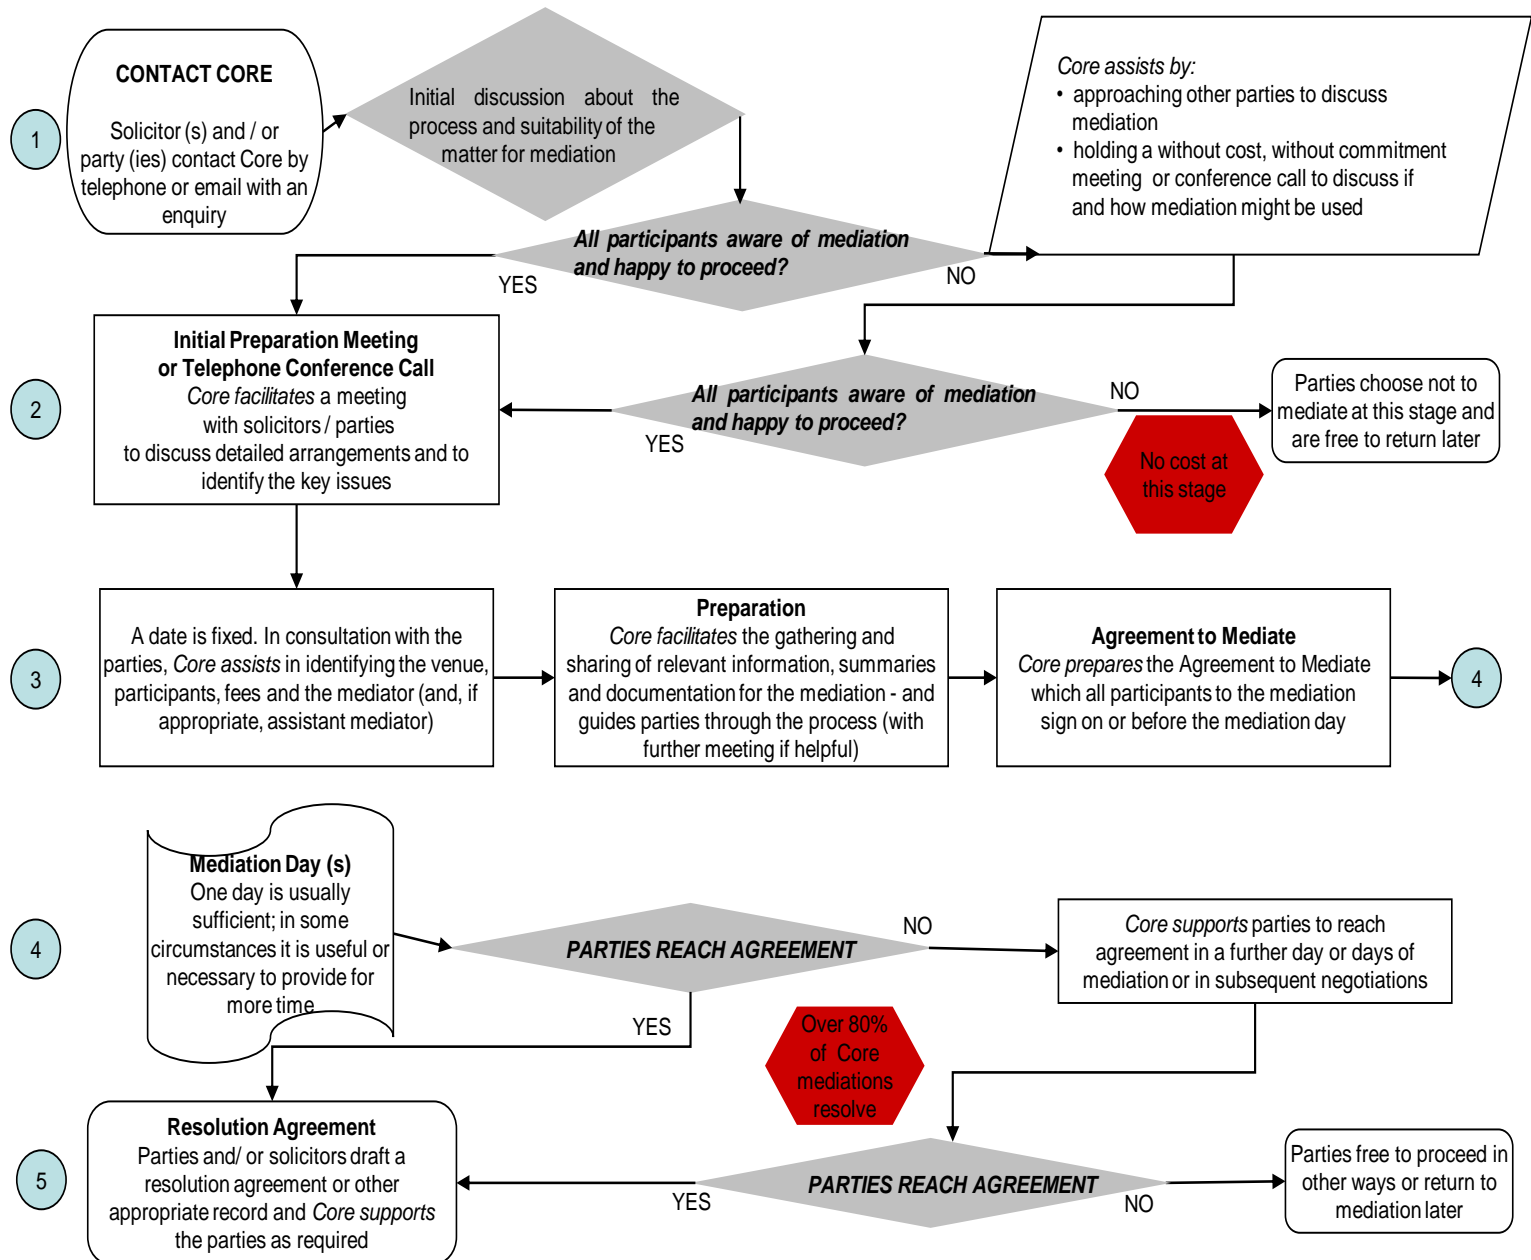 CONTACT CORE
Solicitor (s) and / or
party (ies) contact Core by
telephone or email with an
enquiry
1
Initial discussion about the
process and suitability of the
matter for mediation
Core assists by:
• approaching other parties to discuss
mediation
• holding a without cost, without commitment
meeting or conference call to discuss if
and how mediation might be used
All participants aware of mediation
and happy to proceed?
YES
NO
2
Initial Preparation Meeting
or Telephone Conference Call
Core facilitates a meeting
with solicitors / parties
to discuss detailed arrangements and to
identify the key issues
All participants aware of mediation
and happy to proceed?
YES
NO
No cost at
this stage
Parties choose not to
mediate at this stage and
are free to return later
3
A date is fixed. In consultation with the
parties, Core assists in identifying the venue,
participants, fees and the mediator (and, if
appropriate, assistant mediator)
Preparation
Core facilitates the gathering and
sharing of relevant information, summaries
and documentation for the mediation - and
guides parties through the process (with
further meeting if helpful)
Agreement to Mediate
Core prepares the Agreement to Mediate
which all participants to the mediation
sign on or before the mediation day
4
4
Mediation Day (s)
One day is usually
sufficient; in some
circumstances it is useful or
necessary to provide for
more time
PARTIES REACH AGREEMENT
NO
YES
Core supports parties to reach
agreement in a further day or days of
mediation or in subsequent negotiations
Over 80%
of Core
mediations
resolve
5
Resolution Agreement
Parties and/ or solicitors draft a
resolution agreement or other
appropriate record and Core supports
the parties as required
PARTIES REACH AGREEMENT
YES
NO
Parties free to proceed in
other ways or return to
mediation later